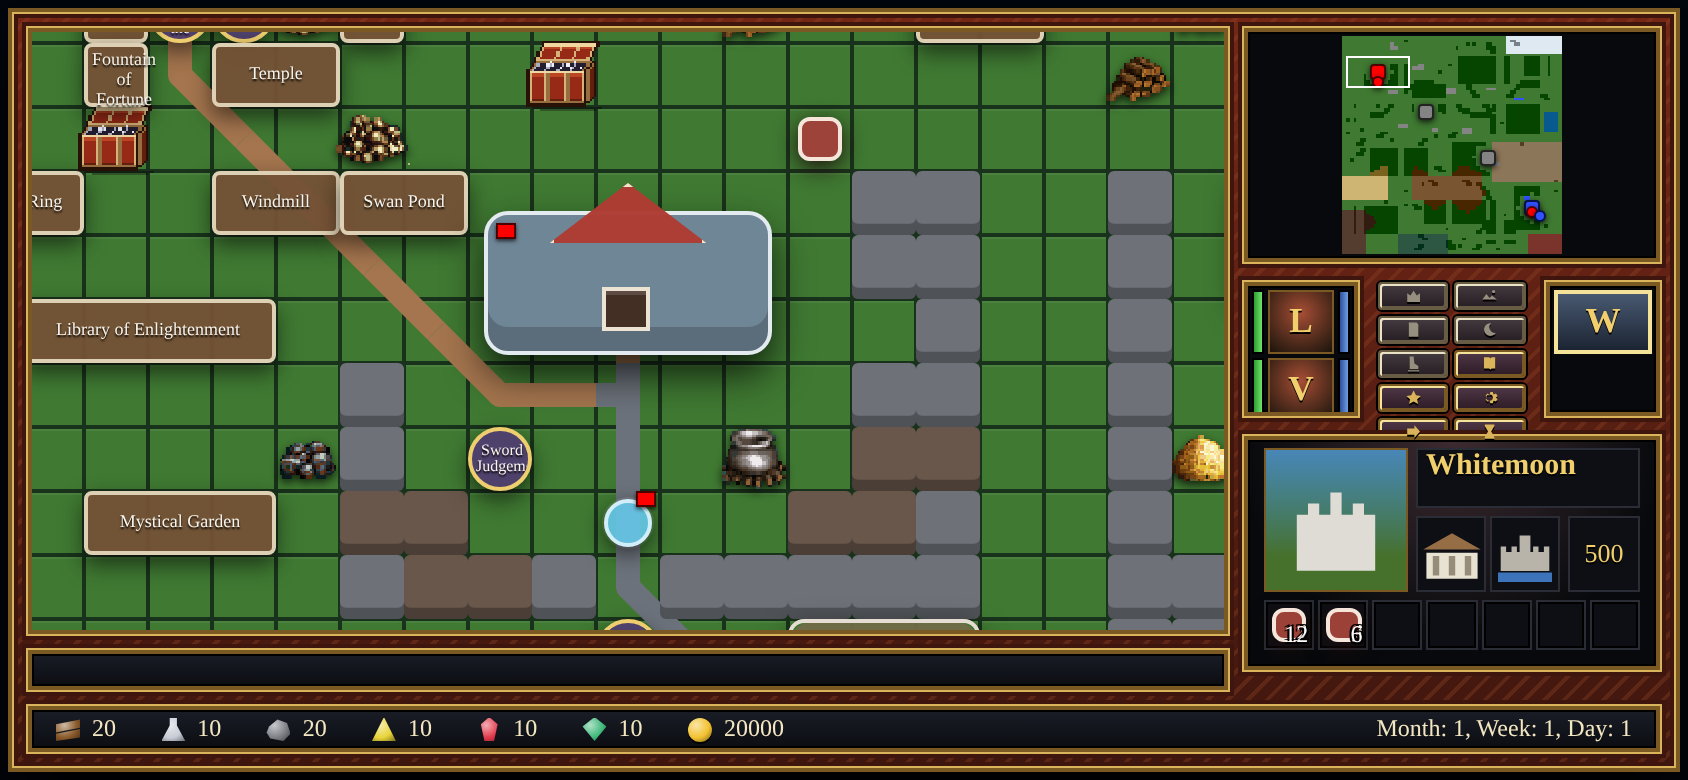 Fountain
of
Fortune
Temple
Ring
Windmill
Swan Pond
Library of Enlightenment
Sword
Judgem
Mystical Garden
L
V
W
Whitemoon
500
12
6
20
10
20
10
10
10
20000
Month: 1, Week: 1, Day: 1